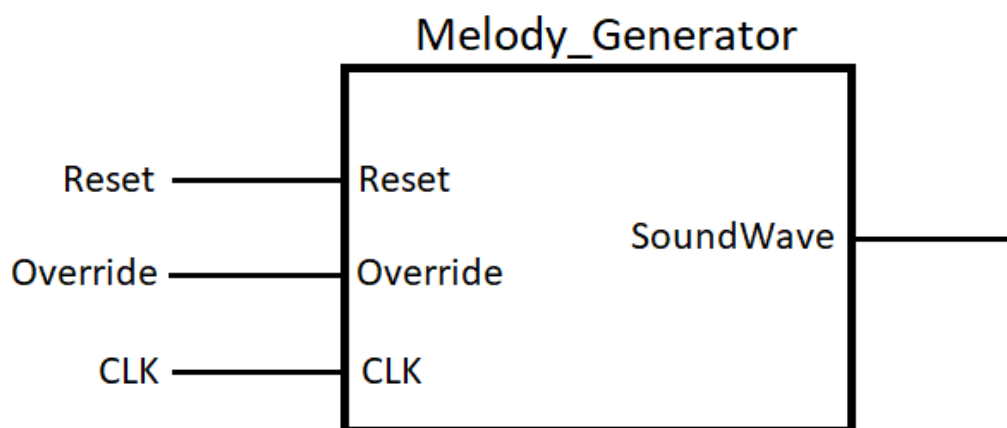 Melody_Generator
Reset Reset
SoundWave
Override Override
CLK CLK